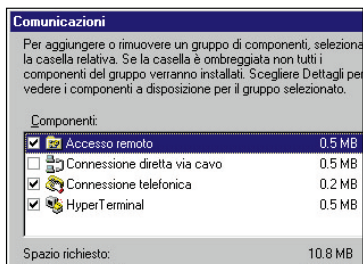 Comunicazioni
Per aggiungere o rimuovere un gruppo di componenti, seleziona
la casella relativa. Se la casella è ombreggiata non tutti i
componenti del gruppo verranno installati. Scegliere Dettagli per
vedere i componenti a disposizione per il gruppo selezionato.
Componenti:
Accesso remoto 0.5 MB
Connessione diretta via cavo 0.5 MB
Connessione telefonica 0.2 MB
HyperTerminal 0.5 MB
Spazio richiesto: 10.8 MB